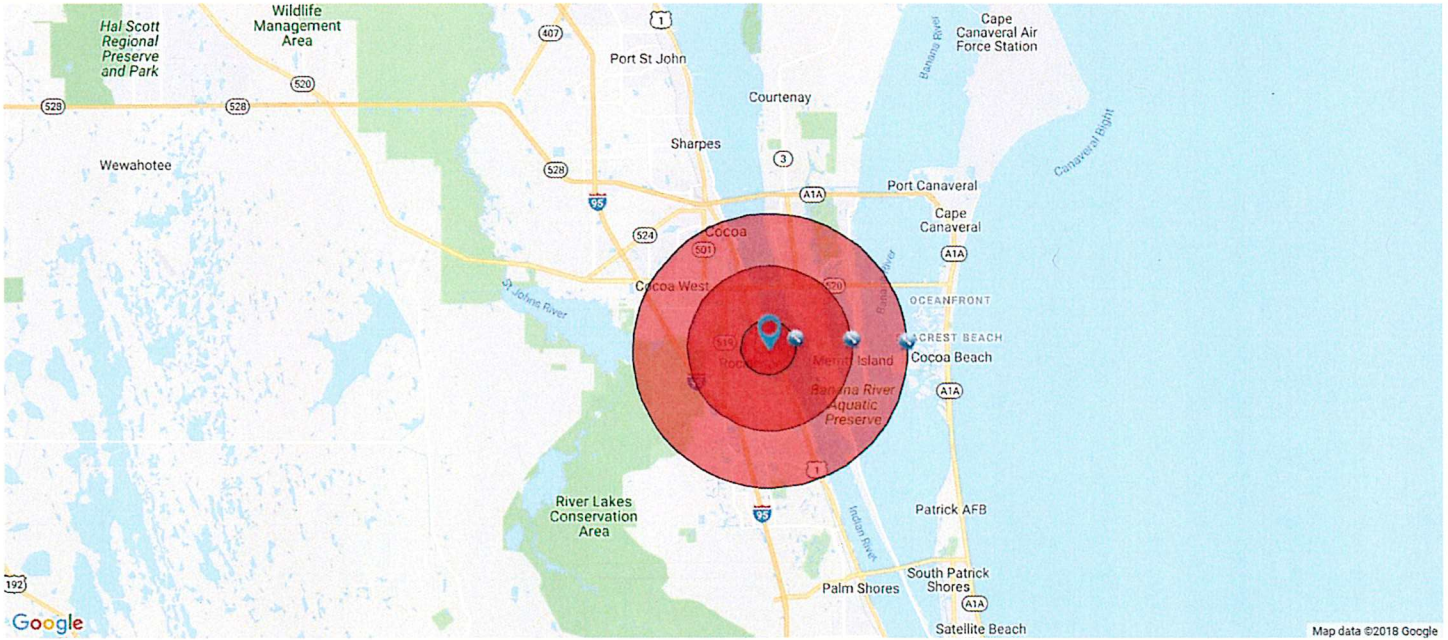 Hal Scott
Regional
Preserve
and Park
Wildlife
Management
Area
1
407
Port St John
Cape
Canaveral Air
Force Station
Banana River
520
528
528
Courtenay
Canaveral Bight
Sharpes
Wewahotee
3
528
95
A1A
Port Canaveral
Cape
Canaveral
524
Cocoa
501
A1A
Cocoa West
520
Banana River
St Johns River
OCEANFRONT
519
ACREST BEACH
Merritt Island
Cocoa Beach
Banana River
Aquatic
Preserve
A1A
1
River Lakes
Conservation
Area
95
Indian River
Patrick AFB
Palm Shores
South Patrick
Shores
A1A
192
Satellite Beach
Google
Map data ©2018 Google